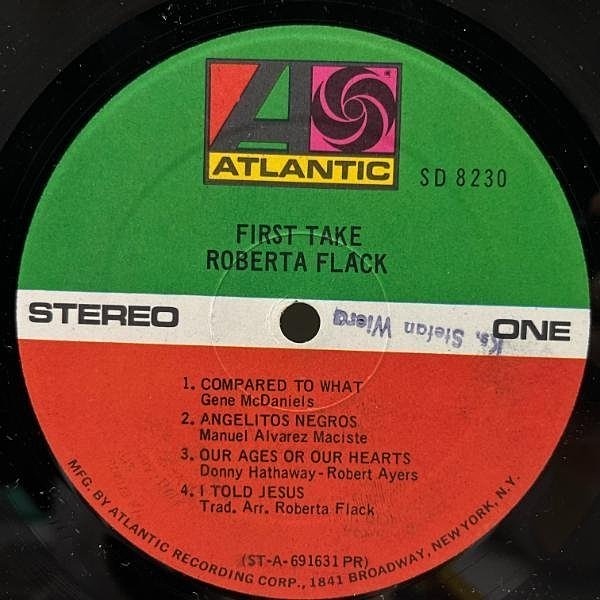 ATLANTIC
SD 8230
FIRST TAKE
ROBERTA FLACK
STEREO
ONE
Ks. Stefan Wierq
1. COMPARED TO WHAT
Gene McDaniels
2. ANGELITOS NEGROS
Manuel Alvarez Maciste
3. OUR AGES OR OUR HEARTS
Donny Hathaway-Robert Ayers
4. I TOLD JESUS
Trad. Arr. Roberta Flack
(ST-A-691631 PR)
MFG. BY ATLANTIC RECORDING CORP., 1841 BROADWAY, NEW YORK, N.Y.